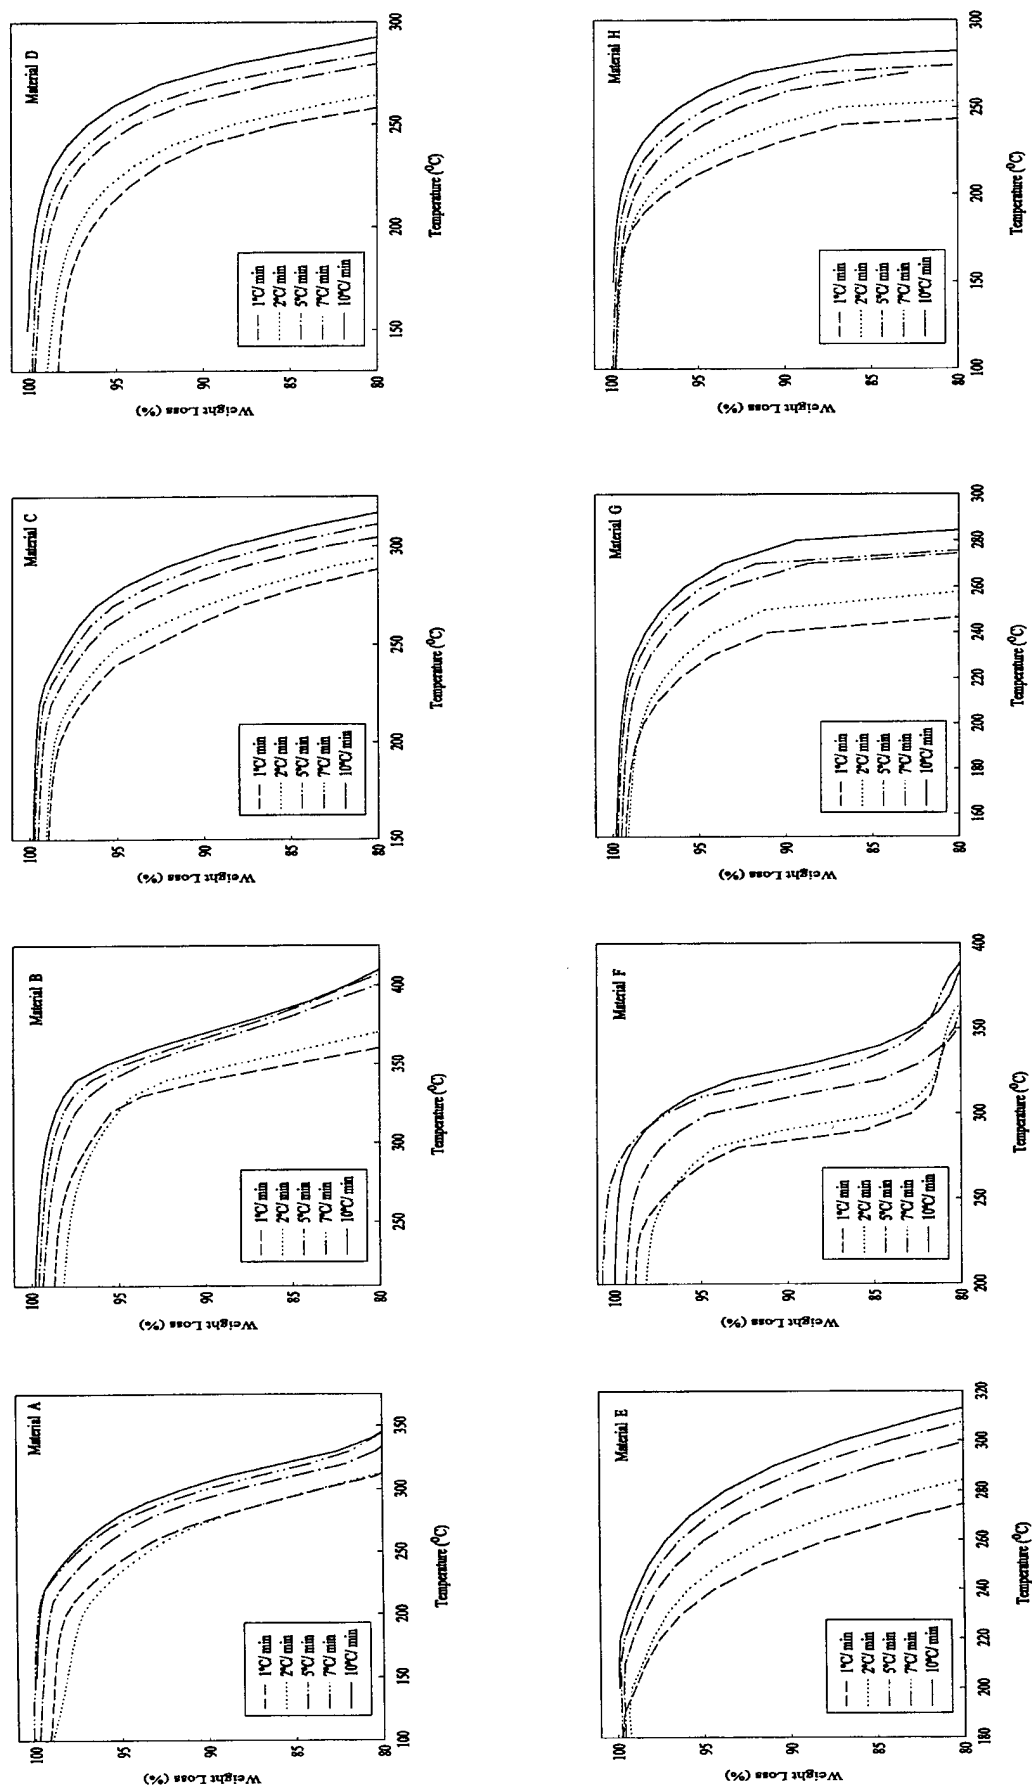 Material A
Weight Loss (%)
100
95
90
85
80
1°C/ min
2°C/ min
5°C/ min
7°C/ min
10°C/ min
100 150 200 250 300 350
Temperature (⁰C)
Material B
Weight Loss (%)
100
95
90
85
80
1°C/ min
2°C/ min
5°C/ min
7°C/ min
10°C/ min
250 300 350 400
Temperature (⁰C)
Material C
Weight Loss (%)
100
95
90
85
80
1°C/ min
2°C/ min
5°C/ min
7°C/ min
10°C/ min
150 200 250 300
Temperature (⁰C)
Material D
Weight Loss (%)
100
95
90
85
80
1°C/ min
2°C/ min
5°C/ min
7°C/ min
10°C/ min
150 200 250 300
Temperature (⁰C)
Material E
Weight Loss (%)
100
95
90
85
80
1°C/ min
2°C/ min
5°C/ min
7°C/ min
10°C/ min
180 200 220 240 260 280 300 320
Temperature (⁰C)
Material F
Weight Loss (%)
100
95
90
85
80
1°C/ min
2°C/ min
5°C/ min
7°C/ min
10°C/ min
200 250 300 350 400
Temperature (⁰C)
Material G
Weight Loss (%)
100
95
90
85
80
1°C/ min
2°C/ min
5°C/ min
7°C/ min
10°C/ min
160 180 200 220 240 260 280 300
Temperature (⁰C)
Material H
Weight Loss (%)
100
95
90
85
80
1°C/ min
2°C/ min
5°C/ min
7°C/ min
10°C/ min
100 150 200 250 300
Temperature (⁰C)